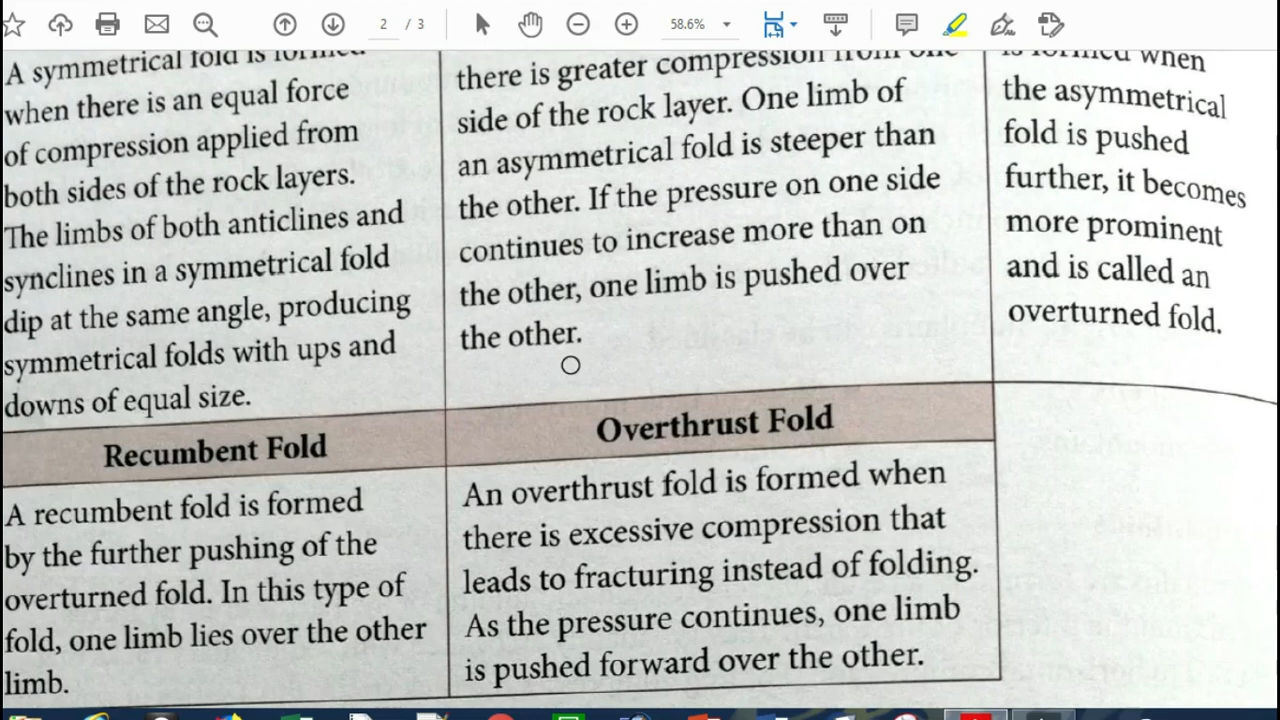 2 / 3
58.6%
A symmetrical fold is formed
when there is an equal force
of compression applied from
both sides of the rock layers.
The limbs of both anticlines and
synclines in a symmetrical fold
dip at the same angle, producing
symmetrical folds with ups and
downs of equal size.
there is greater compression from one
side of the rock layer. One limb of
an asymmetrical fold is steeper than
the other. If the pressure on one side
continues to increase more than on
the other, one limb is pushed over
the other.
is formed when
the asymmetrical
fold is pushed
further, it becomes
more prominent
and is called an
overturned fold.
Recumbent Fold
A recumbent fold is formed
by the further pushing of the
overturned fold. In this type of
fold, one limb lies over the other
limb.
Overthrust Fold
An overthrust fold is formed when
there is excessive compression that
leads to fracturing instead of folding.
As the pressure continues, one limb
is pushed forward over the other.